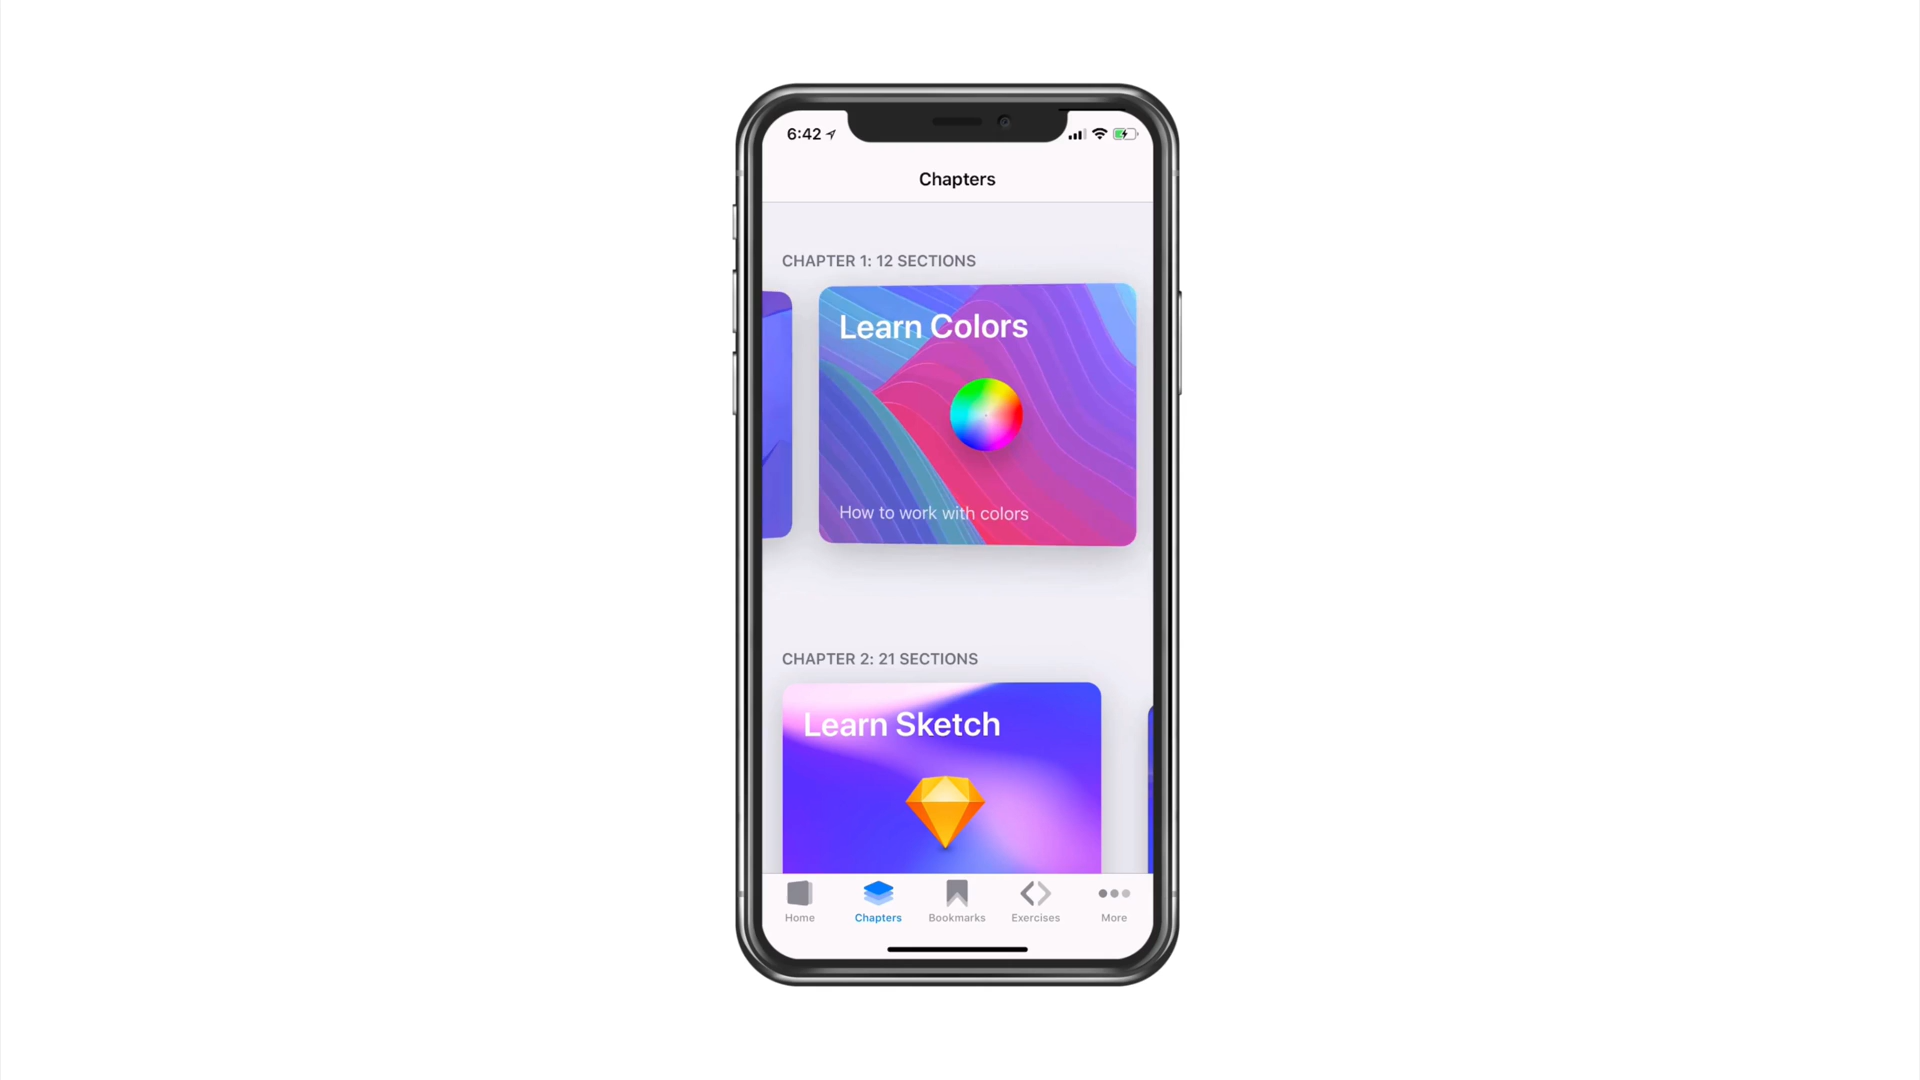 6:42
Chapters
CHAPTER 1: 12 SECTIONS
Learn Colors
How to work with colors
CHAPTER 2: 21 SECTIONS
Learn Sketch
Home
Chapters
Bookmarks
Exercises
More